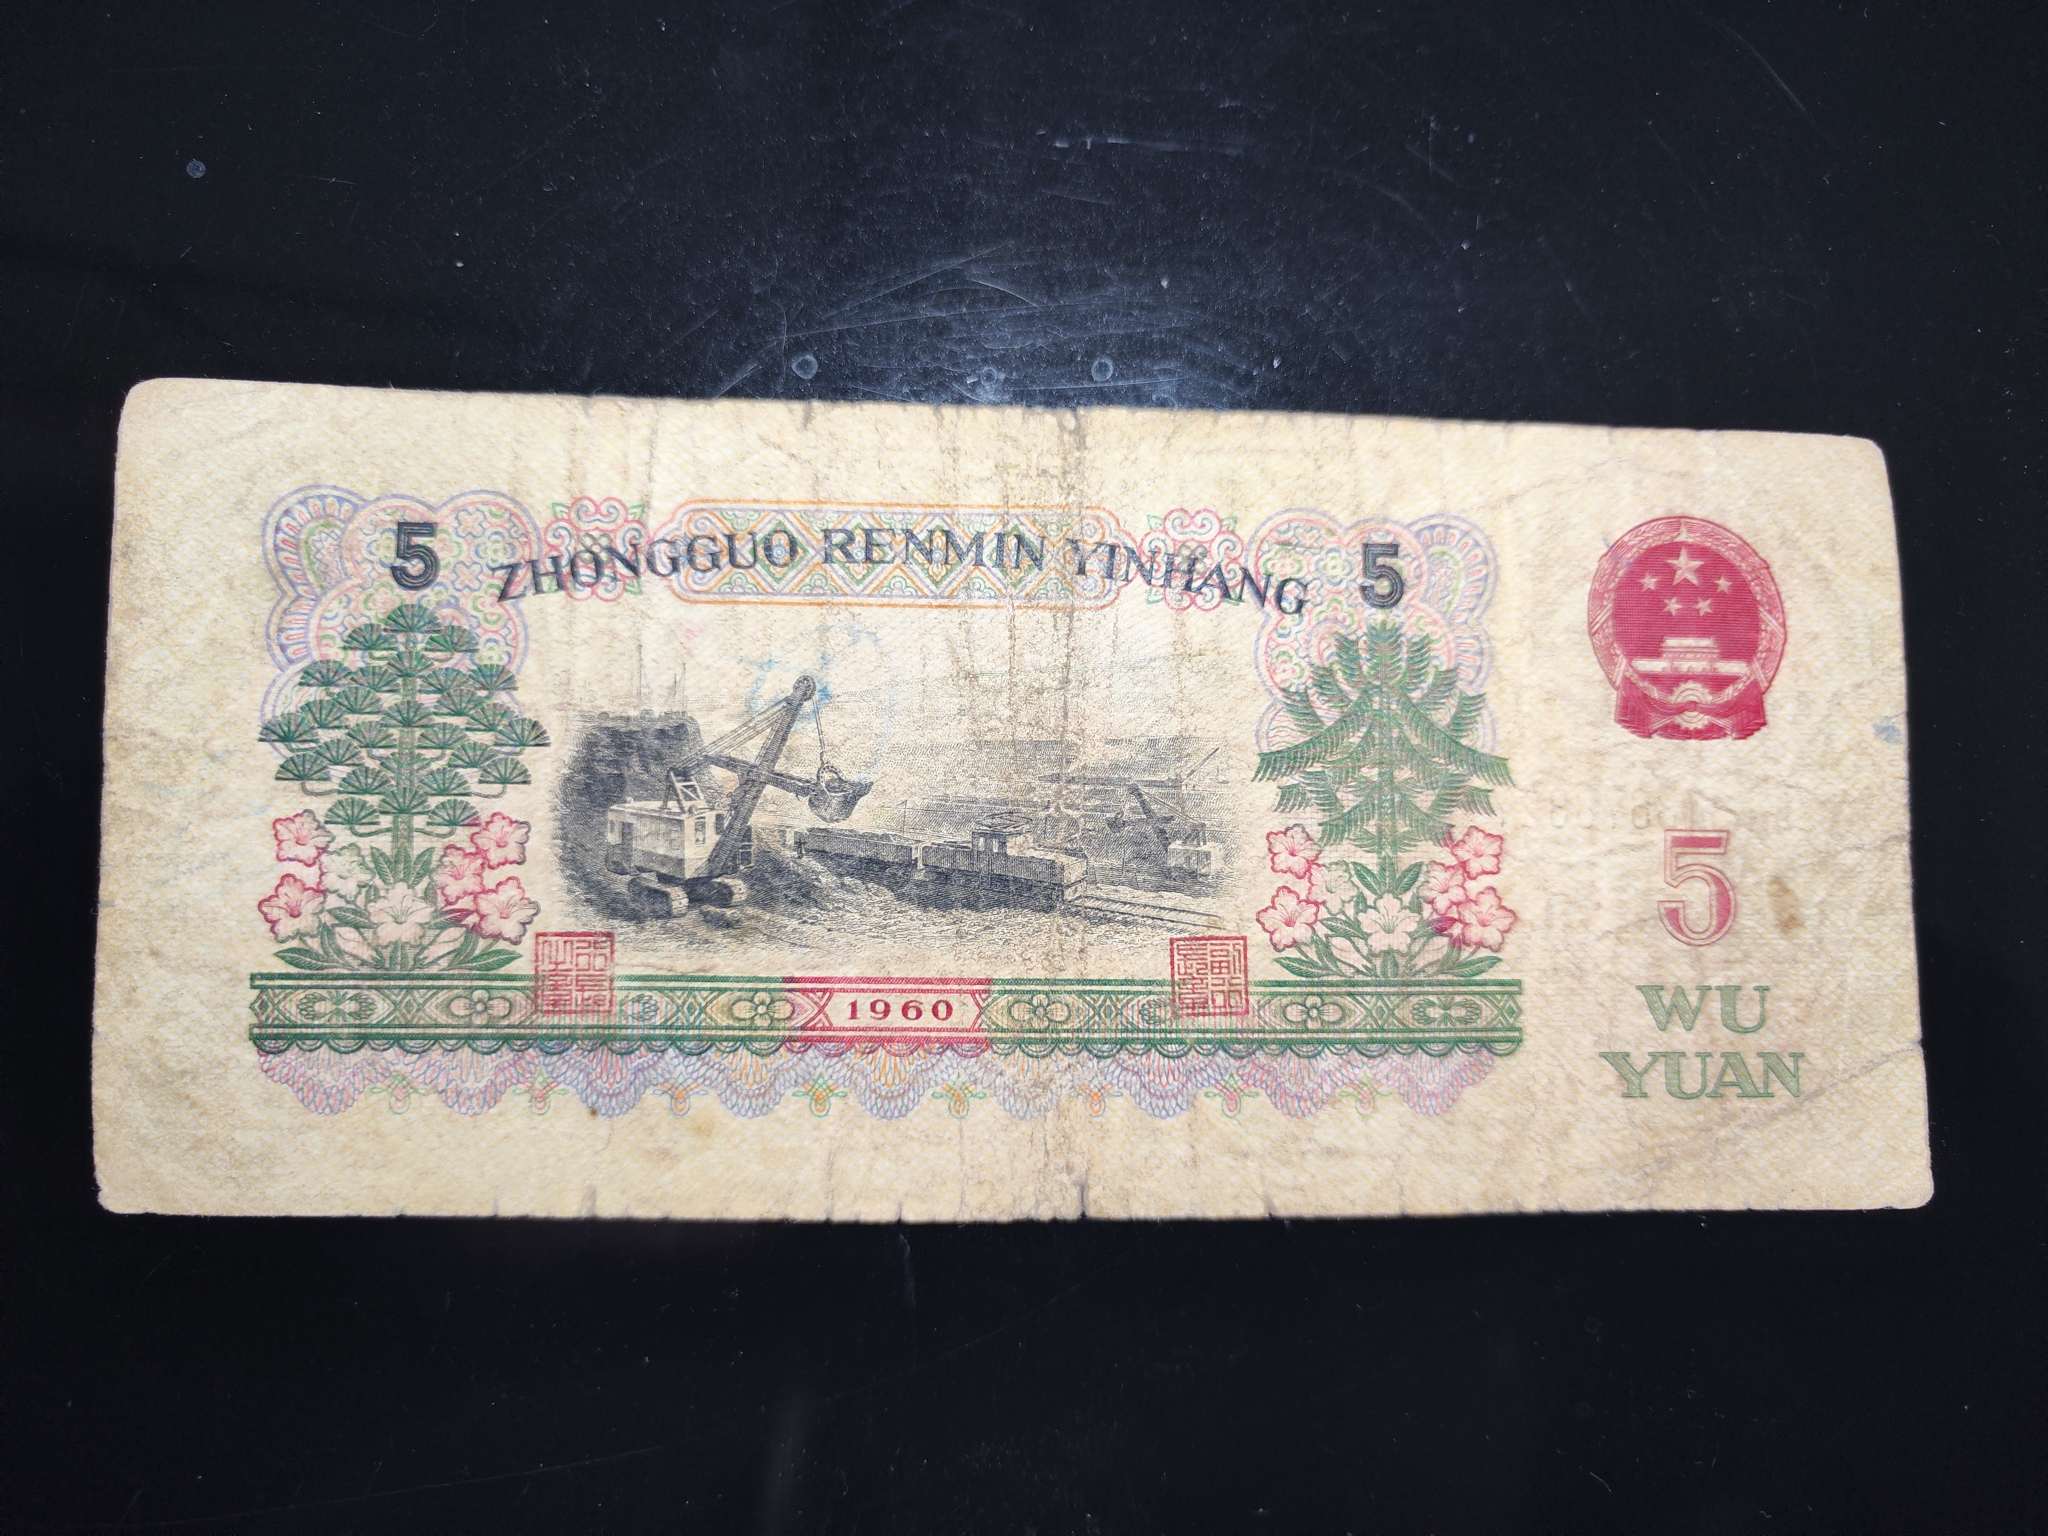 5
ZHONGGUO RENMIN YINHANG
5
1960
5
WU
YUAN